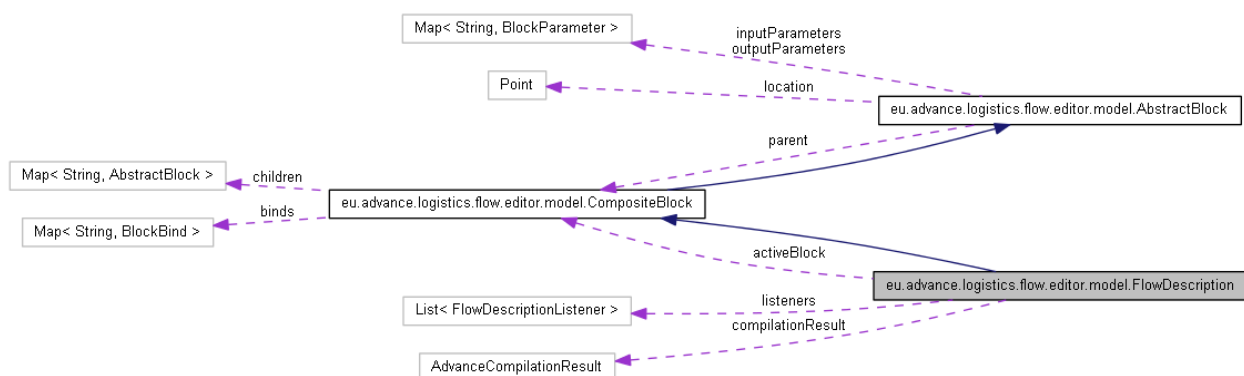 Map< String, BlockParameter >
inputParameters
outputParameters
Point
location
eu.advance.logistics.flow.editor.model.AbstractBlock
parent
Map< String, AbstractBlock >
children
eu.advance.logistics.flow.editor.model.CompositeBlock
binds
Map< String, BlockBind >
activeBlock
eu.advance.logistics.flow.editor.model.FlowDescription
List< FlowDescriptionListener >
listeners
compilationResult
AdvanceCompilationResult